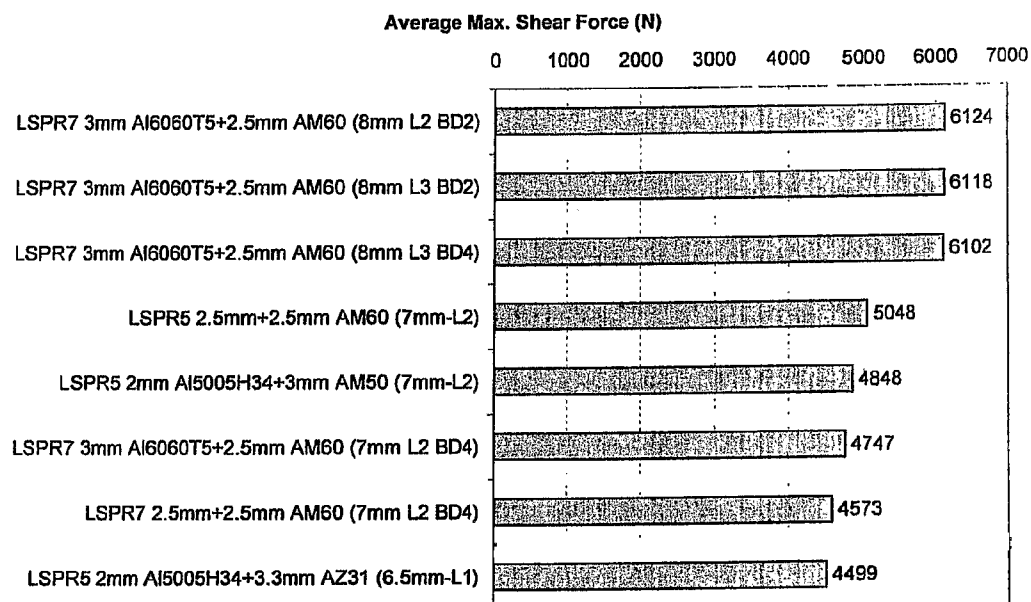 Average Max. Shear Force (N)
0 1000 2000 3000 4000 5000 6000 7000
LSPR7 3mm Al6060T5+2.5mm AM60 (8mm L2 BD2) 6124
LSPR7 3mm Al6060T5+2.5mm AM60 (8mm L3 BD2) 6118
LSPR7 3mm Al6060T5+2.5mm AM60 (8mm L3 BD4) 6102
LSPR5 2.5mm+2.5mm AM60 (7mm-L2) 5048
LSPR5 2mm Al5005H34+3mm AM50 (7mm-L2) 4848
LSPR7 3mm Al6060T5+2.5mm AM60 (7mm L2 BD4) 4747
LSPR7 2.5mm+2.5mm AM60 (7mm L2 BD4) 4573
LSPR5 2mm Al5005H34+3.3mm AZ31 (6.5mm-L1) 4499